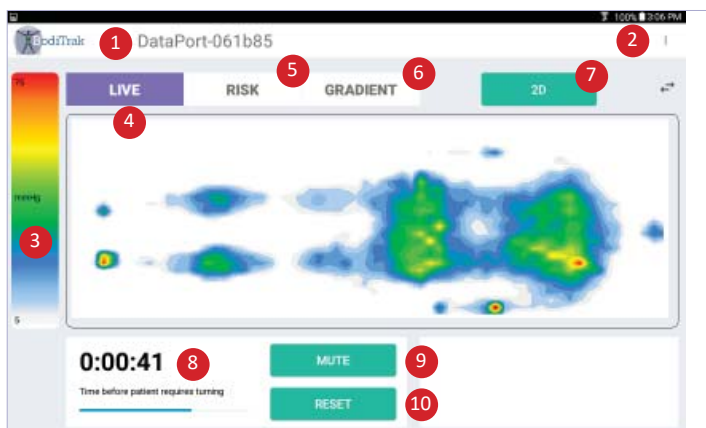 100% 3:06 PM
BodiTrak
1
DataPort-061b85
2
75
LIVE
RISK
5
GRADIENT
6
2D
7
4
mmHg
3
5
0:00:41
8
MUTE
9
Time before patient requires turning
RESET
10